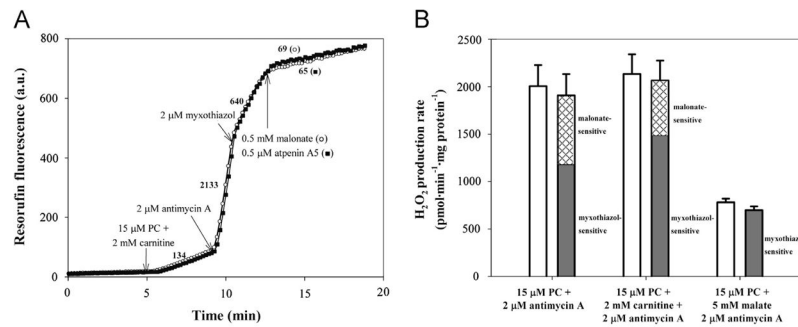 A
Resorufin fluorescence (a.u.)
800
600
400
200
0
0
5
10
15
20
Time (min)
69 (○)
65 (■)
640
2 μM myxothiazol
0.5 mM malonate (○)
0.5 μM atpenin A5 (■)
2133
2 μM antimycin A
15 μM PC +
2 mM carnitine
134
B
H₂O₂ production rate
(pmol·min⁻¹·mg protein⁻¹)
2500
2000
1500
1000
500
0
malonate-
sensitive
myxothiazol-
sensitive
malonate-
sensitive
myxothiazol-
sensitive
myxothiazol-
sensitive
15 μM PC +
2 μM antimycin A
15 μM PC +
2 mM carnitine +
2 μM antimycin A
15 μM PC +
5 mM malate
2 μM antimycin A